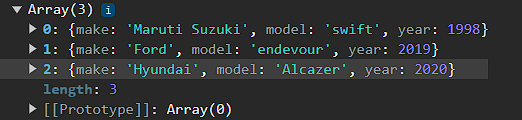 ▼ Array(3) i
▶ 0: {make: 'Maruti Suzuki', model: 'swift', year: 1998}
▶ 1: {make: 'Ford', model: 'endevour', year: 2019}
▶ 2: {make: 'Hyundai', model: 'Alcazer', year: 2020}
length: 3
▶ [[Prototype]]: Array(0)